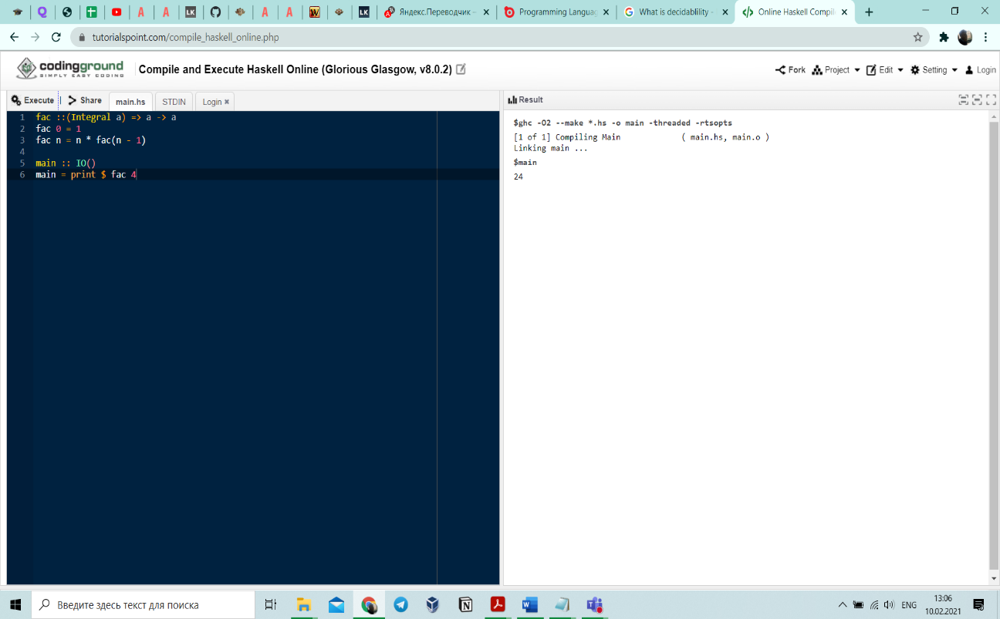 Яндекс.Переводчик –
Programming Languag
What is decidablility -
Online Haskell Compil
tutorialspoint.com/compile_haskell_online.php
codingground
SIMPLY EASY CODING
Compile and Execute Haskell Online (Glorious Glasgow, v8.0.2)
Fork Project Edit Setting Login
Execute | Share main.hs STDIN Login ×
Result
1 fac ::(Integral a) => a -> a
2 fac 0 = 1
3 fac n = n * fac(n - 1)
4
5 main :: IO()
6 main = print $ fac 4
$ghc -O2 --make *.hs -o main -threaded -rtsopts
[1 of 1] Compiling Main ( main.hs, main.o )
Linking main ...
$main
24
Введите здесь текст для поиска
ENG
13:06
10.02.2021